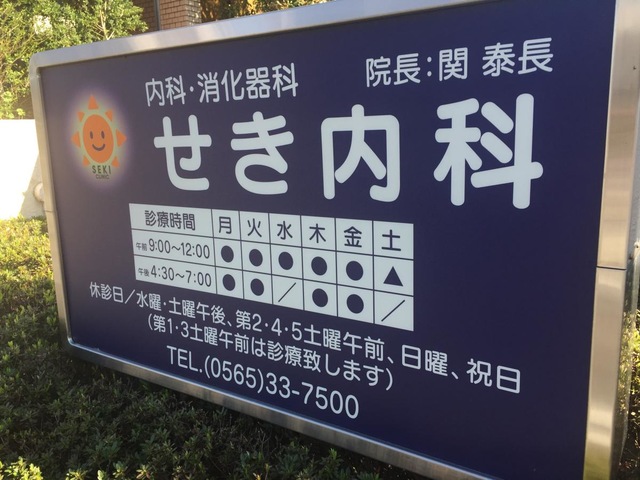 内科・消化器科 院長：関 泰長
SEKI
CLINIC
せき内科
診療時間 月 火 水 木 金 土
午前 9:00〜12:00 ● ● ● ● ● ▲
午後 4:30〜7:00 ● ● ／ ● ● ／
休診日／水曜・土曜午後、第2・4・5土曜午前、日曜、祝日
(第1・3土曜午前は診療致します)
TEL.(0565)33-7500